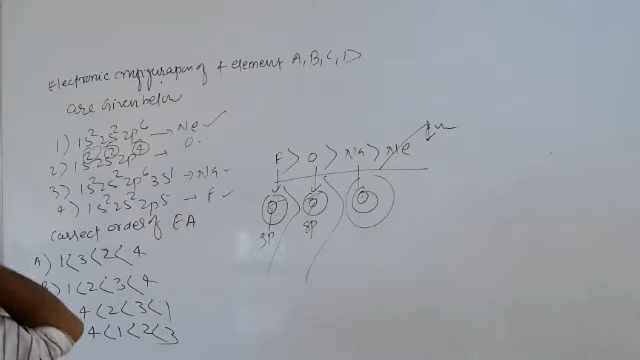 Electronic configuration of 4 element A, B, C, D
are given below
1) 1s² 2s² 2p⁶ → Ne ✓
2) 1s² 2s² 2p⁴ → O.
3) 1s² 2s² 2p⁶ 3s¹ → Na -
4) 1s² 2s² 2p⁵ → F ✓
correct order of EA
A) 1<3<2<4
) 1<2<3<4
4<2<3<1
4<1<2<3
F > O > Na > Ne
9P 8P